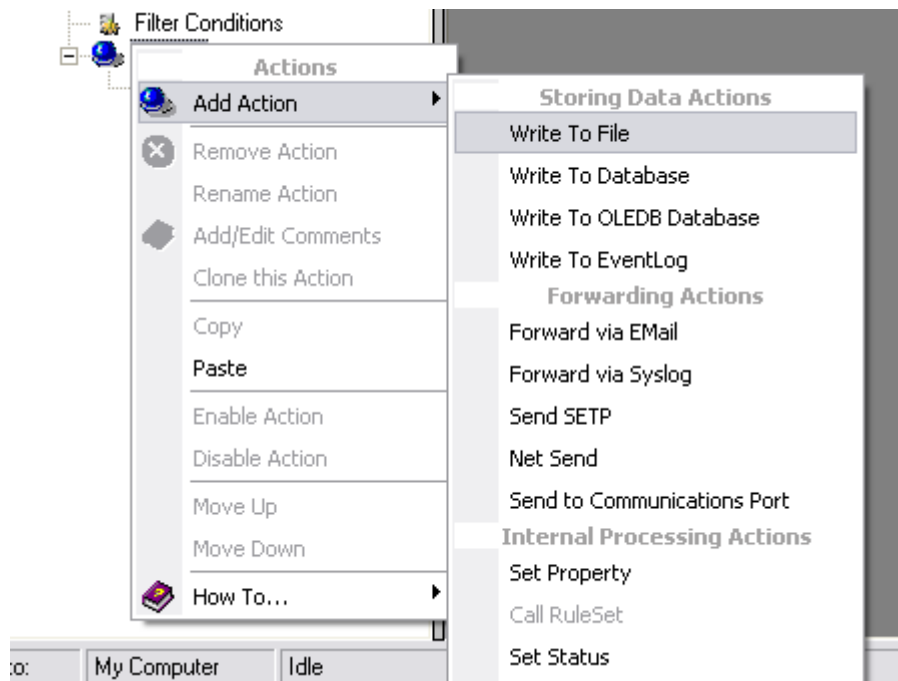 Filter Conditions
Actions
Add Action
Remove Action
Rename Action
Add/Edit Comments
Clone this Action
Copy
Paste
Enable Action
Disable Action
Move Up
Move Down
How To...
Storing Data Actions
Write To File
Write To Database
Write To OLEDB Database
Write To EventLog
Forwarding Actions
Forward via EMail
Forward via Syslog
Send SETP
Net Send
Send to Communications Port
Internal Processing Actions
Set Property
Call RuleSet
Set Status
to: My Computer Idle